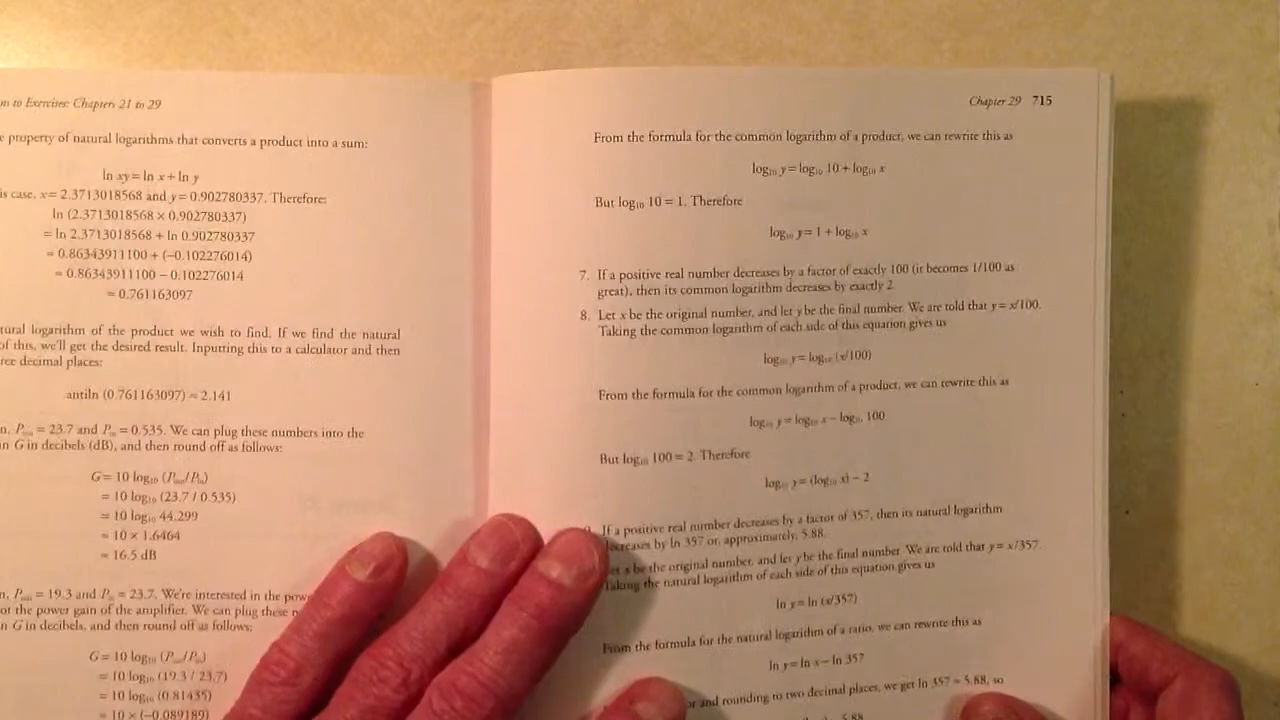 to Exercises: Chapters 21 to 29
property of natural logarithms that converts a product into a sum:
ln xy = ln x + ln y
is case, x = 2.3713018568 and y = 0.902780337. Therefore:
ln (2.3713018568 × 0.902780337)
= ln 2.3713018568 + ln 0.902780337
= 0.86343911100 + (−0.102276014)
= 0.86343911100 − 0.102276014
= 0.761163097
logarithm of the product we wish to find. If we find the natural
of this, we'll get the desired result. Inputting this to a calculator and then
decimal places:
antiln (0.761163097) ≈ 2.141
Pout = 23.7 and Pin = 0.535. We can plug these numbers into the
in G in decibels (dB), and then round off as follows:
G = 10 log₁₀ (Pout/Pin)
= 10 log₁₀ (23.7 / 0.535)
= 10 log₁₀ 44.299
= 10 × 1.6464
≈ 16.5 dB
Pout = 19.3 and Pin = 23.7. We're interested in the
or the power gain of the amplifier. We can plug these
in G in decibels, and then round off as follows:
G = 10 log₁₀ (Pout/Pin)
= 10 log₁₀ (19.3 / 23.7)
= 10 log₁₀ (0.81435)
= 10 × (−0.089189)
Chapter 29 715
From the formula for the common logarithm of a product, we can rewrite this as
log₁₀ y = log₁₀ 10 + log₁₀ x
But log₁₀ 10 = 1. Therefore
log₁₀ y = 1 + log₁₀ x
7. If a positive real number decreases by a factor of exactly 100 (it becomes 1/100 as
great), then its common logarithm decreases by exactly 2.
8. Let x be the original number, and let y be the final number. We are told that y = x/100.
Taking the common logarithm of each side of this equation gives us
log₁₀ y = log₁₀ (x/100)
From the formula for the common logarithm of a product, we can rewrite this as
log₁₀ y = log₁₀ x − log₁₀ 100
But log₁₀ 100 = 2. Therefore
log₁₀ y = (log₁₀ x) − 2
If a positive real number decreases by a factor of 357, then its natural logarithm
decreases by ln 357 or, approximately, 5.88.
x be the original number, and let y be the final number. We are told that y = x/357.
Taking the natural logarithm of each side of this equation gives us
ln y = ln (x/357)
From the formula for the natural logarithm of a ratio, we can rewrite this as
ln y = ln x − ln 357
and rounding to two decimal places, we get ln 357 ≈ 5.88, so
5.88